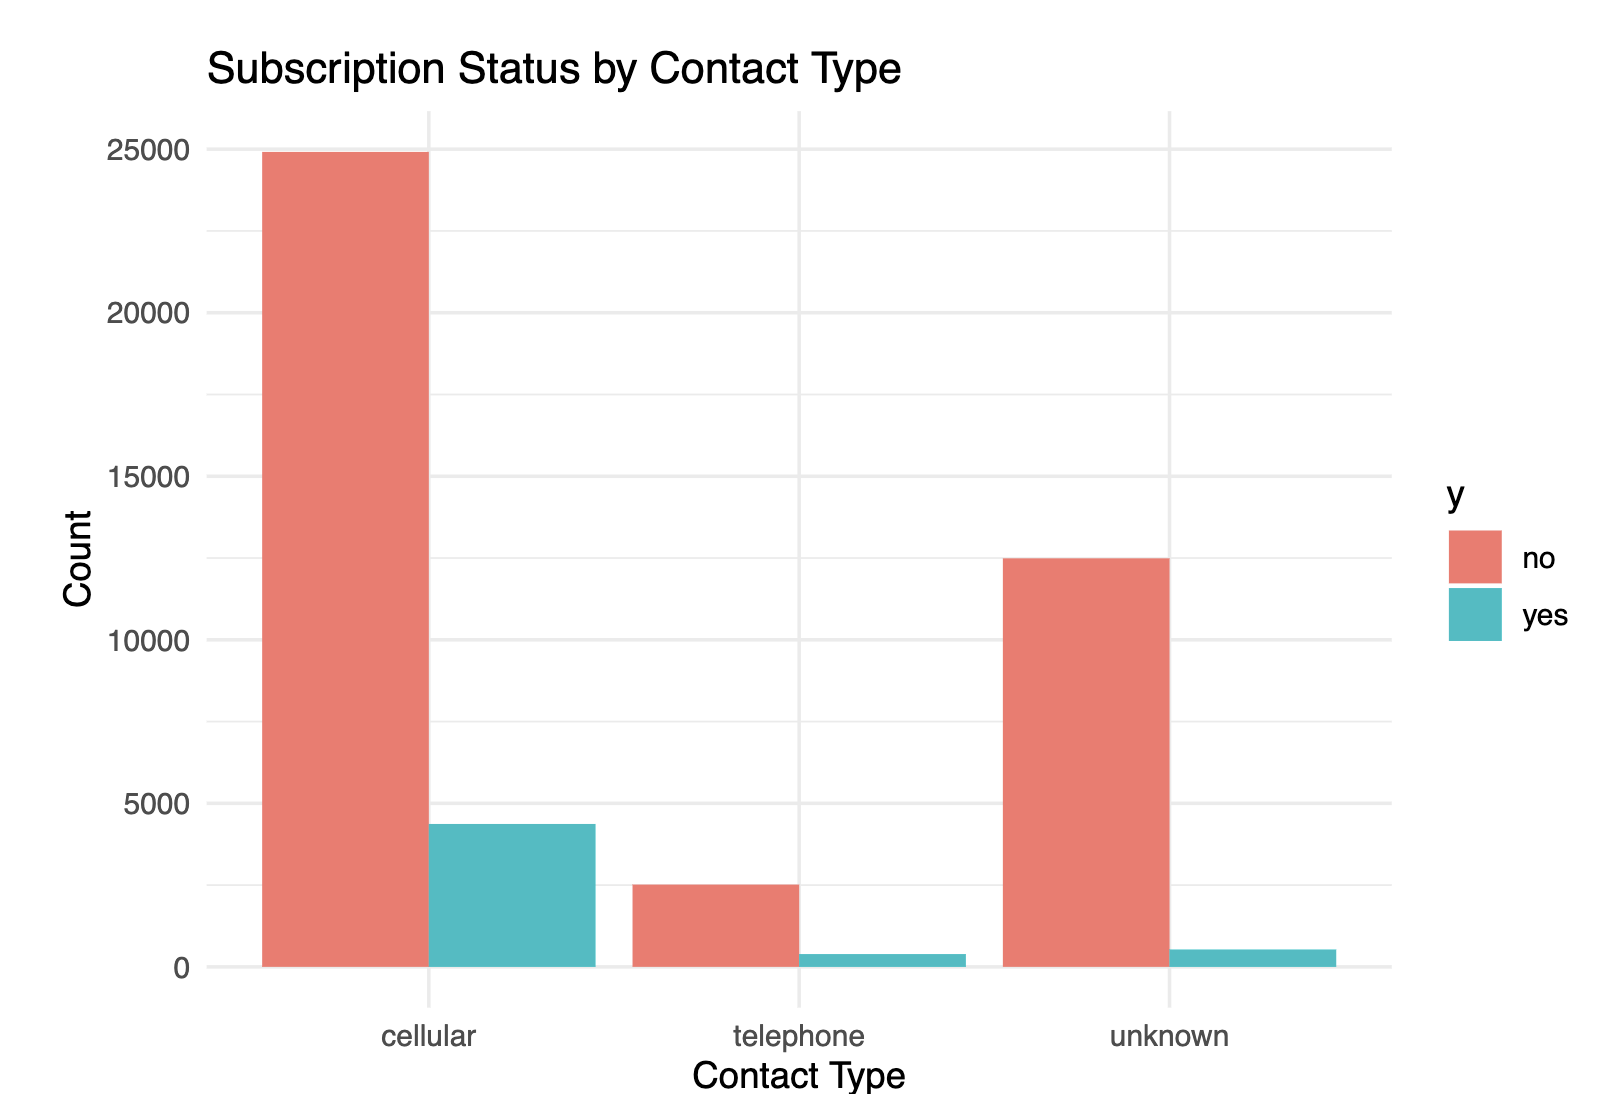 Subscription Status by Contact Type
25000
20000
15000
10000
5000
0
Count
cellular
telephone
unknown
Contact Type
y
no
yes